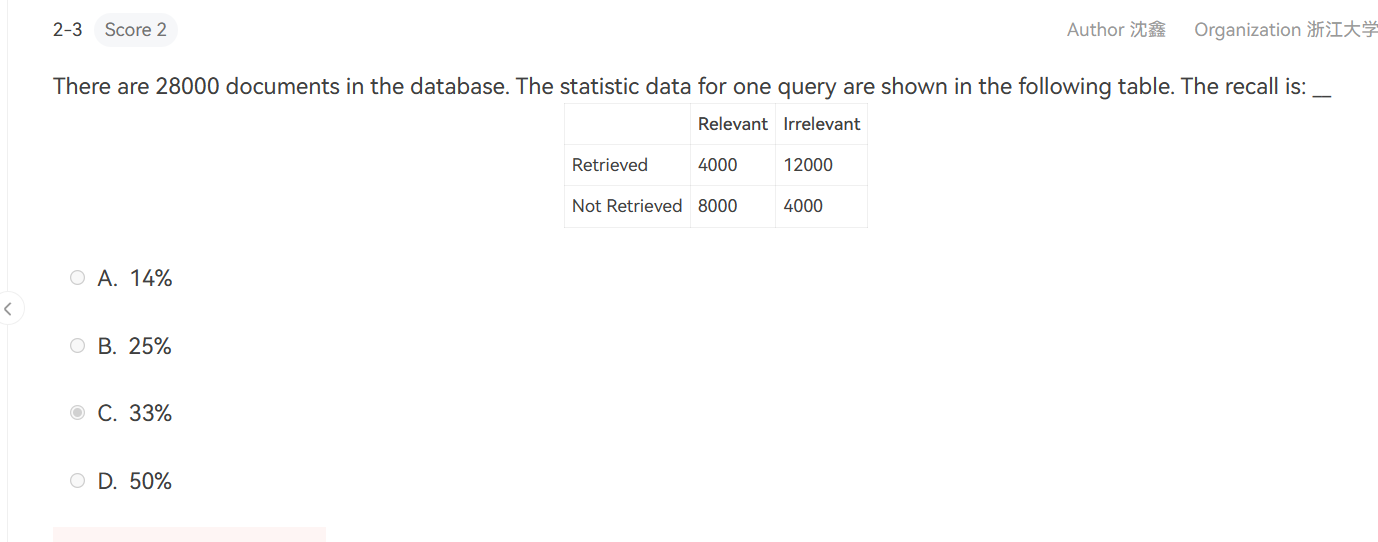 2-3 Score 2 Author 沈鑫 Organization 浙江大学
There are 28000 documents in the database. The statistic data for one query are shown in the following table. The recall is: __
Relevant Irrelevant
Retrieved 4000 12000
Not Retrieved 8000 4000
A. 14%
B. 25%
C. 33%
D. 50%